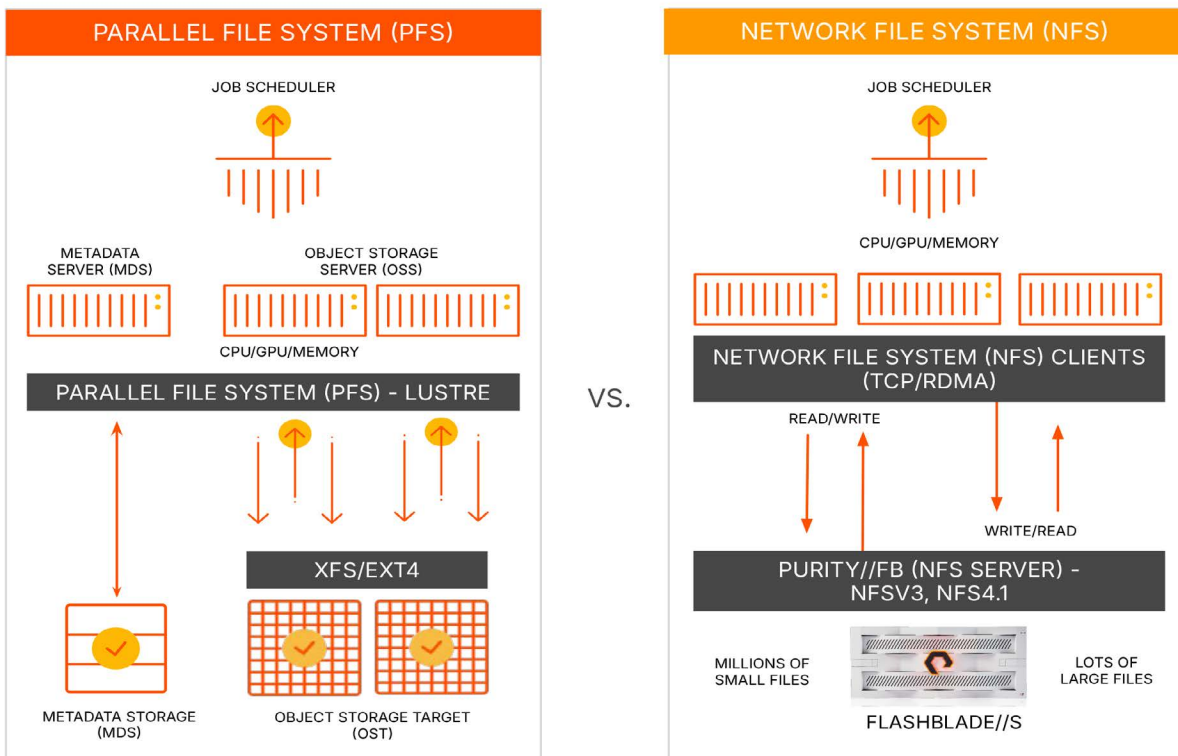 PARALLEL FILE SYSTEM (PFS)
JOB SCHEDULER
METADATA
SERVER (MDS)
OBJECT STORAGE
SERVER (OSS)
CPU/GPU/MEMORY
PARALLEL FILE SYSTEM (PFS) - LUSTRE
XFS/EXT4
METADATA STORAGE
(MDS)
OBJECT STORAGE TARGET
(OST)
VS.
NETWORK FILE SYSTEM (NFS)
JOB SCHEDULER
CPU/GPU/MEMORY
NETWORK FILE SYSTEM (NFS) CLIENTS
(TCP/RDMA)
READ/WRITE
WRITE/READ
PURITY//FB (NFS SERVER) -
NFSV3, NFS4.1
MILLIONS OF
SMALL FILES
LOTS OF
LARGE FILES
FLASHBLADE//S